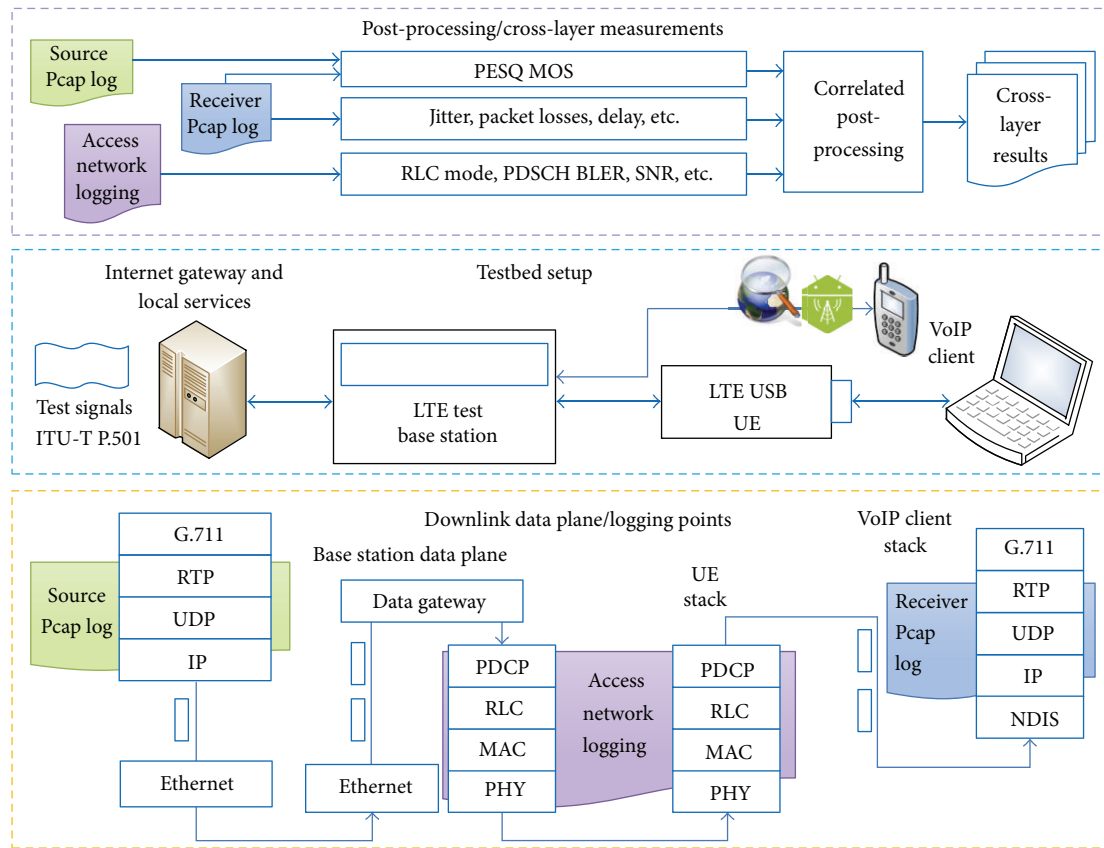 Post-processing/cross-layer measurements
Source
Pcap log
PESQ MOS
Receiver
Pcap log
Jitter, packet losses, delay, etc.
Access
network
logging
RLC mode, PDSCH BLER, SNR, etc.
Correlated
post-
processing
Cross-
layer
results
Internet gateway and
local services
Testbed setup
Test signals
ITU-T P.501
LTE test
base station
LTE USB
UE
VoIP
client
Downlink data plane/logging points
Source
Pcap log
G.711
RTP
UDP
IP
Ethernet
Base station data plane
Data gateway
Ethernet
PDCP
RLC
MAC
PHY
Access
network
logging
UE
stack
PDCP
RLC
MAC
PHY
VoIP client
stack
Receiver
Pcap
log
G.711
RTP
UDP
IP
NDIS